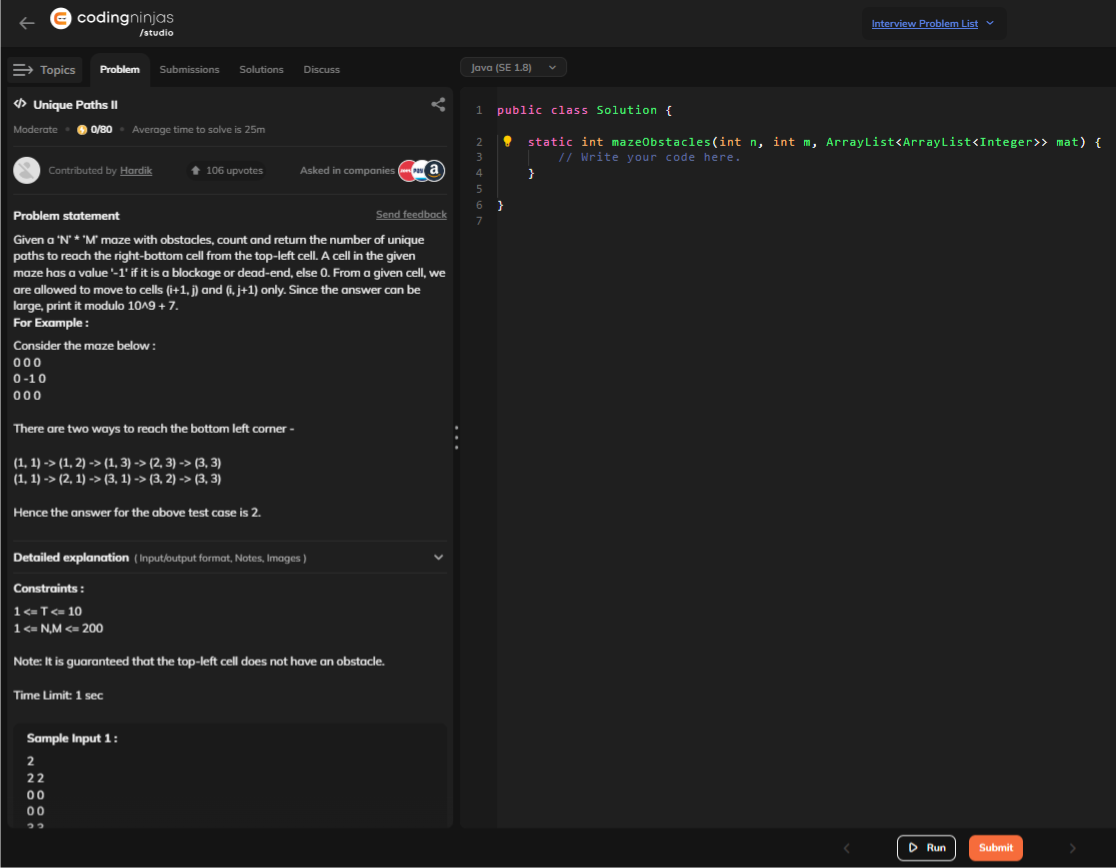 codingninjas
/studio
Interview Problem List
Topics
Problem
Submissions
Solutions
Discuss
Java (SE 1.8)
</> Unique Paths II
Moderate • 0/80 • Average time to solve is 25m
Contributed by Hardik
106 upvotes
Asked in companies
a
Problem statement
Send feedback
Given a 'N' * 'M' maze with obstacles, count and return the number of unique
paths to reach the right-bottom cell from the top-left cell. A cell in the given
maze has a value '-1' if it is a blockage or dead-end, else 0. From a given cell, we
are allowed to move to cells (i+1, j) and (i, j+1) only. Since the answer can be
large, print it modulo 10^9 + 7.
For Example :
Consider the maze below :
0 0 0
0 -1 0
0 0 0
There are two ways to reach the bottom left corner -
(1, 1) -> (1, 2) -> (1, 3) -> (2, 3) -> (3, 3)
(1, 1) -> (2, 1) -> (3, 1) -> (3, 2) -> (3, 3)
Hence the answer for the above test case is 2.
Detailed explanation ( Input/output format, Notes, Images )
Constraints :
1 <= T <= 10
1 <= N,M <= 200
Note: It is guaranteed that the top-left cell does not have an obstacle.
Time Limit: 1 sec
Sample Input 1 :
2
2 2
0 0
0 0
1 public class Solution {
2 static int mazeObstacles(int n, int m, ArrayList<ArrayList<Integer>> mat) {
3 // Write your code here.
4 }
5
6 }
7
Run
Submit